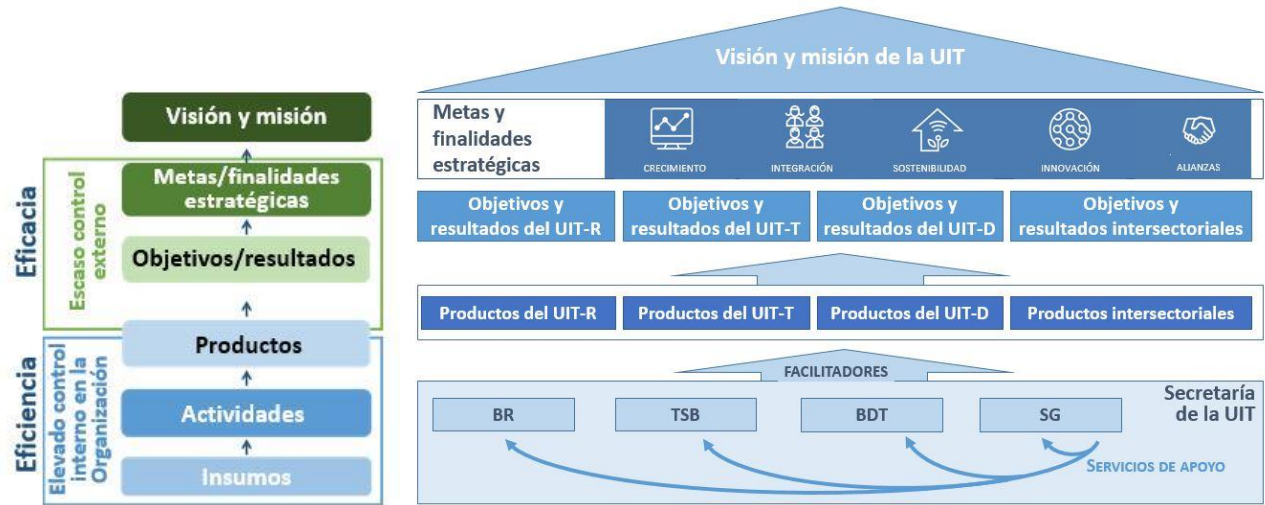 Eficacia
Escaso control
externo
Eficiencia
Elevado control
interno en la
Organización
Visión y misión
Metas/finalidades
estratégicas
Objetivos/resultados
Productos
Actividades
Insumos
Visión y misión de la UIT
Metas y
finalidades
estratégicas
CRECIMIENTO
INTEGRACIÓN
SOSTENIBILIDAD
INNOVACIÓN
ALIANZAS
Objetivos y
resultados del UIT-R
Objetivos y
resultados del UIT-T
Objetivos y
resultados del UIT-D
Objetivos y
resultados intersectoriales
Productos del UIT-R
Productos del UIT-T
Productos del UIT-D
Productos intersectoriales
FACILITADORES
Secretaría
de la UIT
BR
TSB
BDT
SG
SERVICIOS DE APOYO